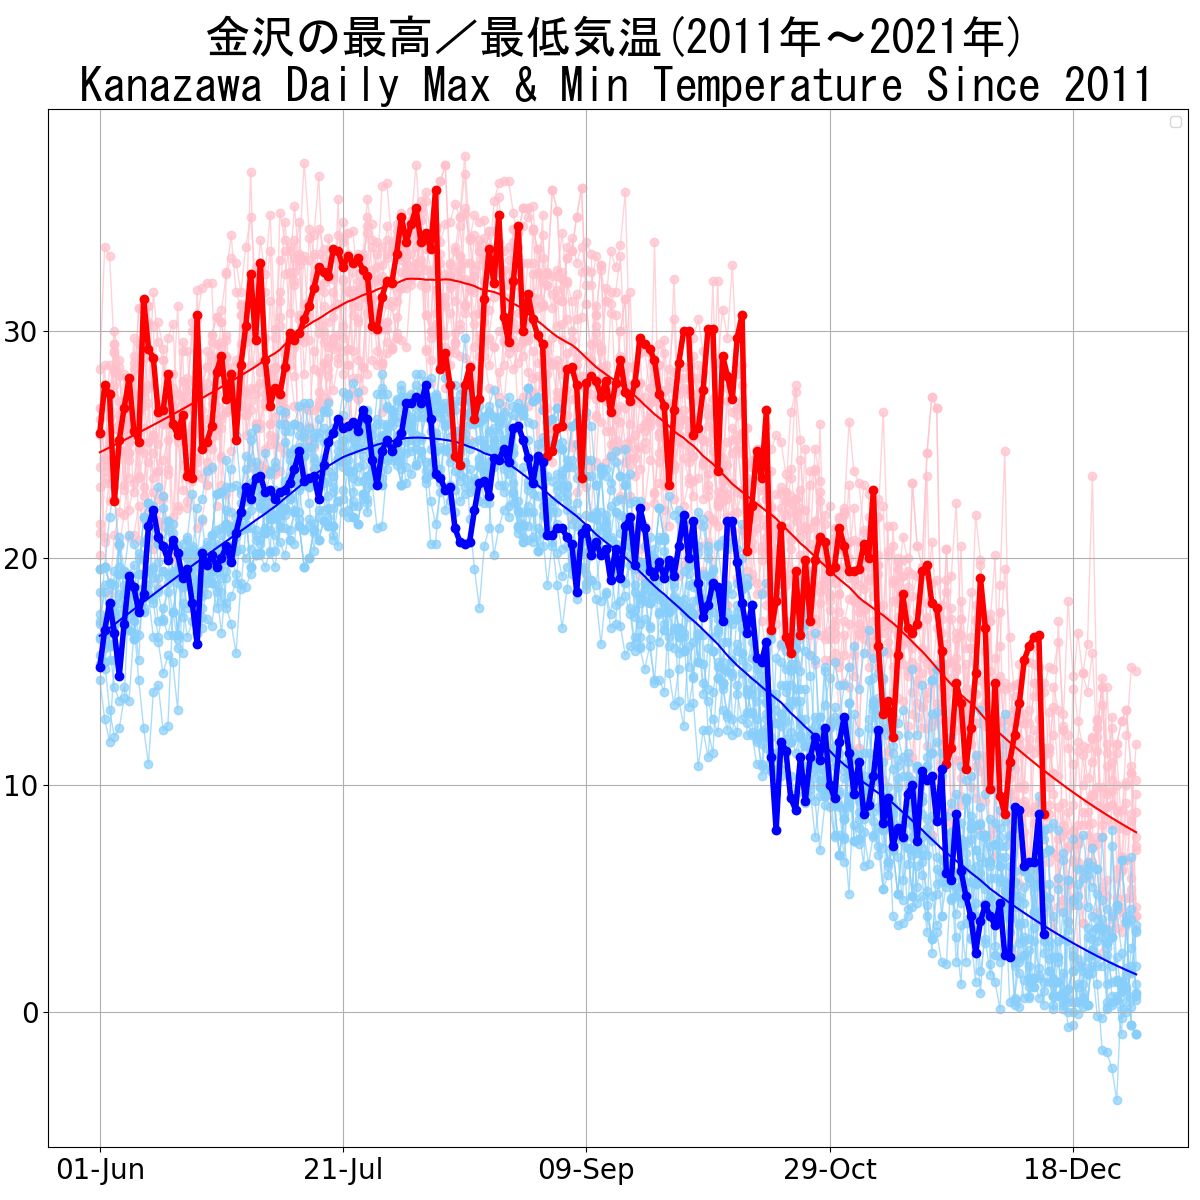 金沢の最高／最低気温(2011年～2021年)
Kanazawa Daily Max & Min Temperature Since 2011
30
20
10
0
01-Jun 21-Jul 09-Sep 29-Oct 18-Dec